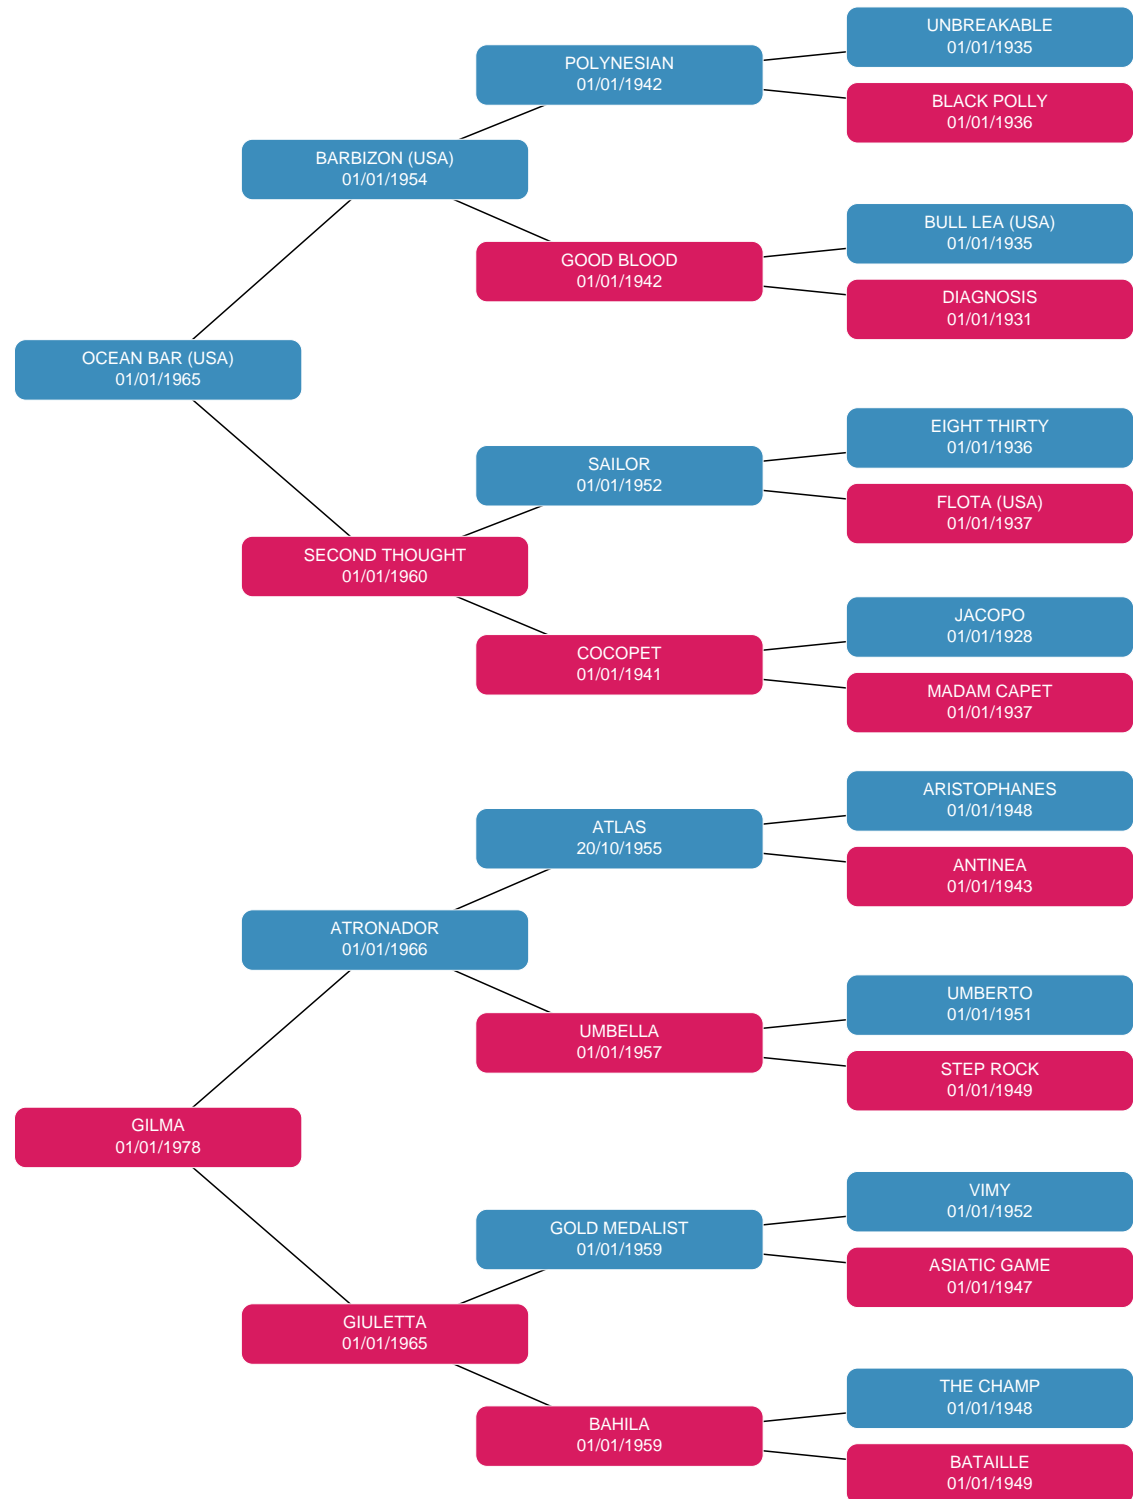 UNBREAKABLE
01/01/1935
POLYNESIAN
01/01/1942
BLACK POLLY
01/01/1936
BARBIZON (USA)
01/01/1954
BULL LEA (USA)
01/01/1935
GOOD BLOOD
01/01/1942
DIAGNOSIS
01/01/1931
OCEAN BAR (USA)
01/01/1965
EIGHT THIRTY
01/01/1936
SAILOR
01/01/1952
FLOTA (USA)
01/01/1937
SECOND THOUGHT
01/01/1960
JACOPO
01/01/1928
COCOPET
01/01/1941
MADAM CAPET
01/01/1937
ARISTOPHANES
01/01/1948
ATLAS
20/10/1955
ANTINEA
01/01/1943
ATRONADOR
01/01/1966
UMBERTO
01/01/1951
UMBELLA
01/01/1957
STEP ROCK
01/01/1949
GILMA
01/01/1978
VIMY
01/01/1952
GOLD MEDALIST
01/01/1959
ASIATIC GAME
01/01/1947
GIULETTA
01/01/1965
THE CHAMP
01/01/1948
BAHILA
01/01/1959
BATAILLE
01/01/1949